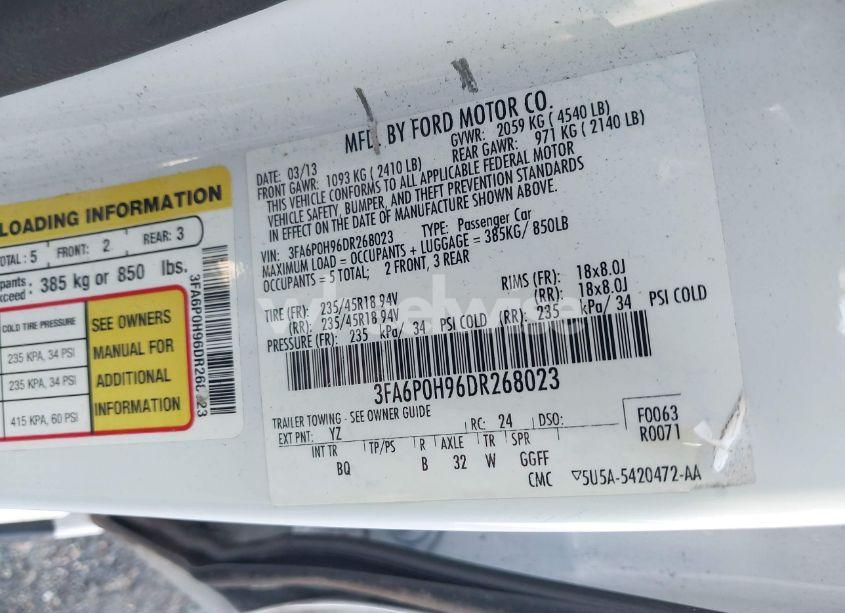 LOADING INFORMATION
TOTAL : 5 FRONT: 2 REAR: 3
pants
exceed: 385 kg or 850 lbs.
COLD TIRE PRESSURE
235 KPA, 34 PSI
235 KPA, 34 PSI
415 KPA, 60 PSI
SEE OWNERS
MANUAL FOR
ADDITIONAL
INFORMATION
MFD. BY FORD MOTOR CO.
DATE: 03/13 GVWR: 2059 KG ( 4540 LB)
FRONT GAWR: 1093 KG ( 2410 LB) REAR GAWR: 971 KG ( 2140 LB)
THIS VEHICLE CONFORMS TO ALL APPLICABLE FEDERAL MOTOR
VEHICLE SAFETY, BUMPER, AND THEFT PREVENTION STANDARDS
IN EFFECT ON THE DATE OF MANUFACTURE SHOWN ABOVE.
VIN: 3FA6P0H96DR268023 TYPE: Passenger Car
MAXIMUM LOAD = OCCUPANTS + LUGGAGE = 385KG/ 850LB
OCCUPANTS = 5 TOTAL; 2 FRONT, 3 REAR
TIRE (FR): 235/45R18 94V RIMS (FR): 18x8.0J
(RR): 235/45R18 94V (RR): 18x8.0J
PRESSURE (FR): 235 kPa/ 34 PSI COLD (RR): 235 kPa/ 34 PSI COLD
3FA6P0H96DR268023
TRAILER TOWING - SEE OWNER GUIDE
EXT PNT: YZ RC: 24 DSO:
INT TR TP/PS R AXLE TR SPR
BQ B 32 W GGFF
F0063
R0071
CMC ▽5U5A-5420472-AA